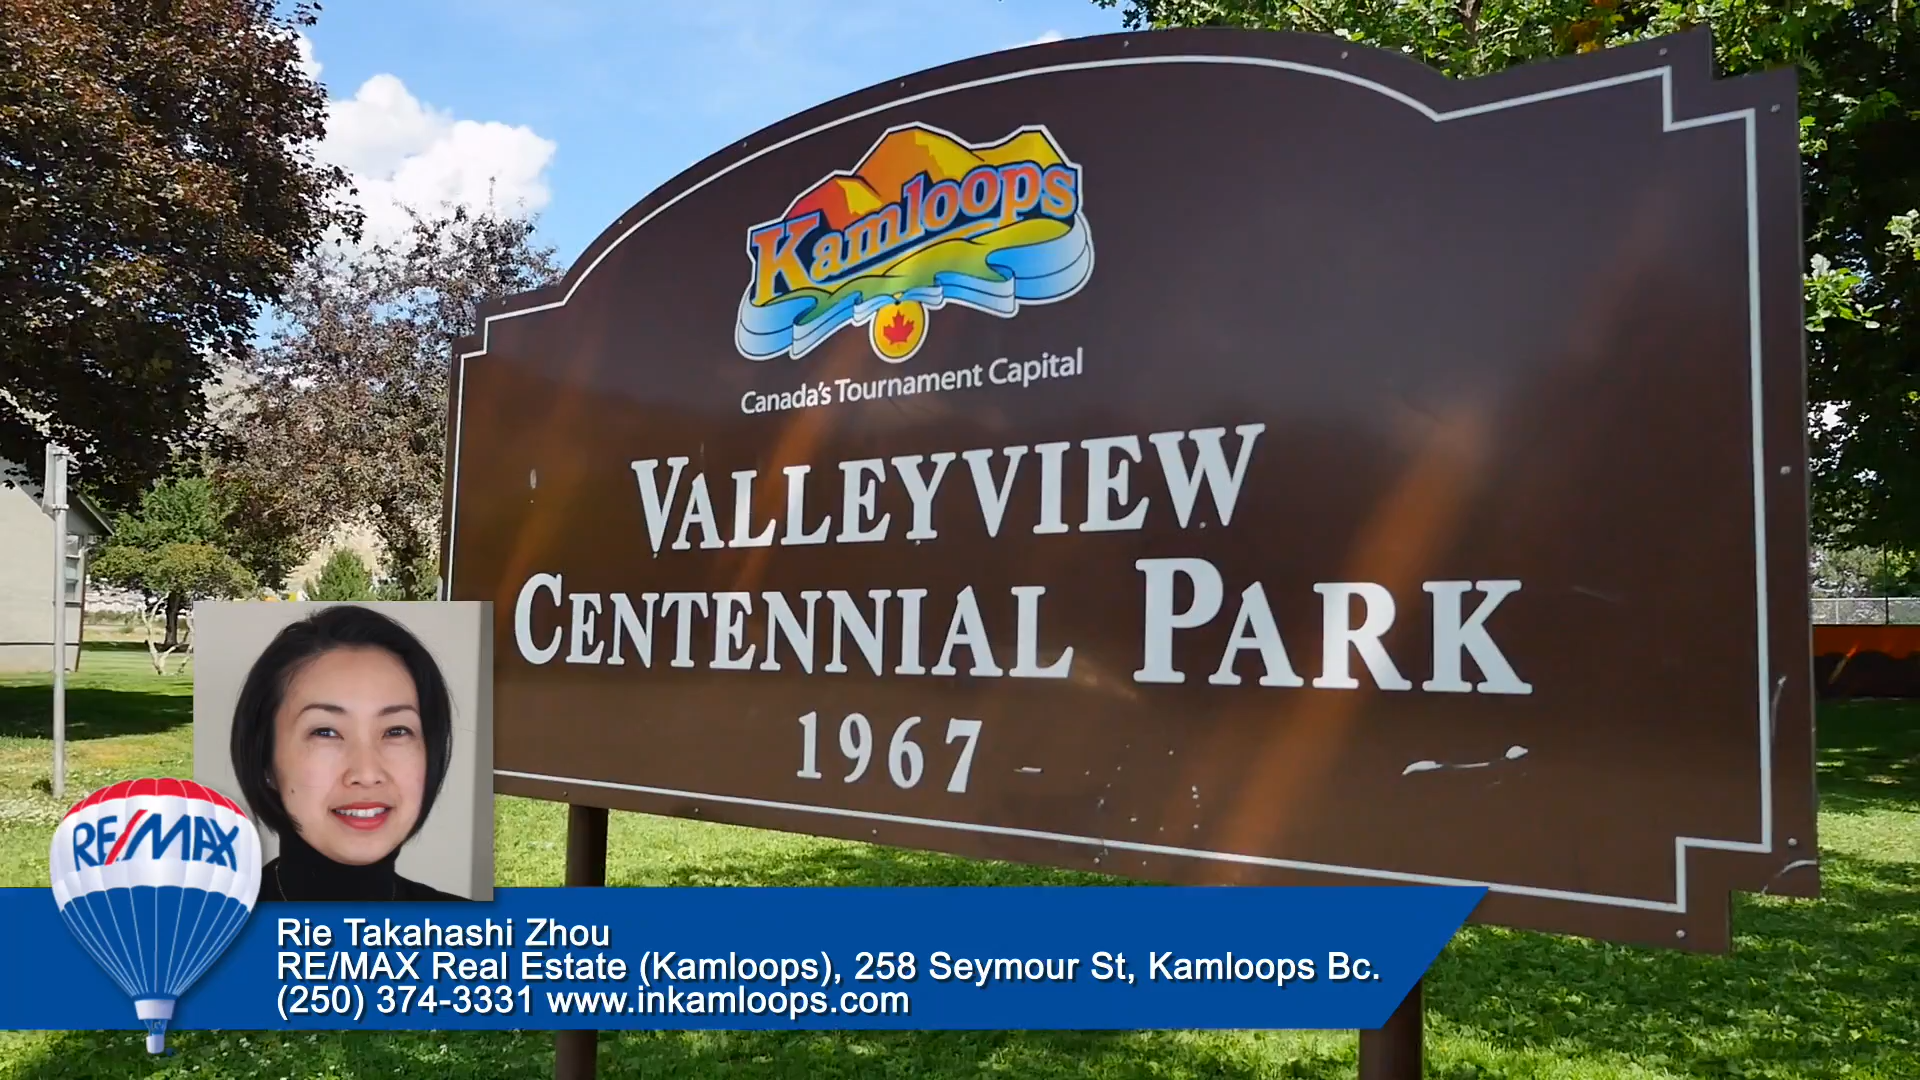 Kamloops
Canada's Tournament Capital
VALLEYVIEW
CENTENNIAL PARK
1967
RE/MAX
Rie Takahashi Zhou
RE/MAX Real Estate (Kamloops), 258 Seymour St, Kamloops Bc.
(250) 374-3331 www.inkamloops.com